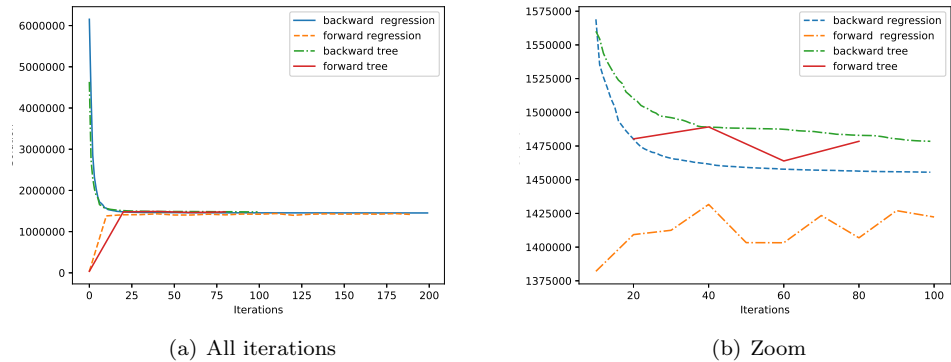 6000000
5000000
4000000
3000000
2000000
1000000
0
0 25 50 75 100 125 150 175 200
Iterations
backward  regression
forward regression
backward tree
forward tree
(a) All iterations
1575000
1550000
1525000
1500000
1475000
1450000
1425000
1400000
1375000
20 40 60 80 100
Iterations
backward regression
forward  regression
backward tree
forward tree
(b) Zoom